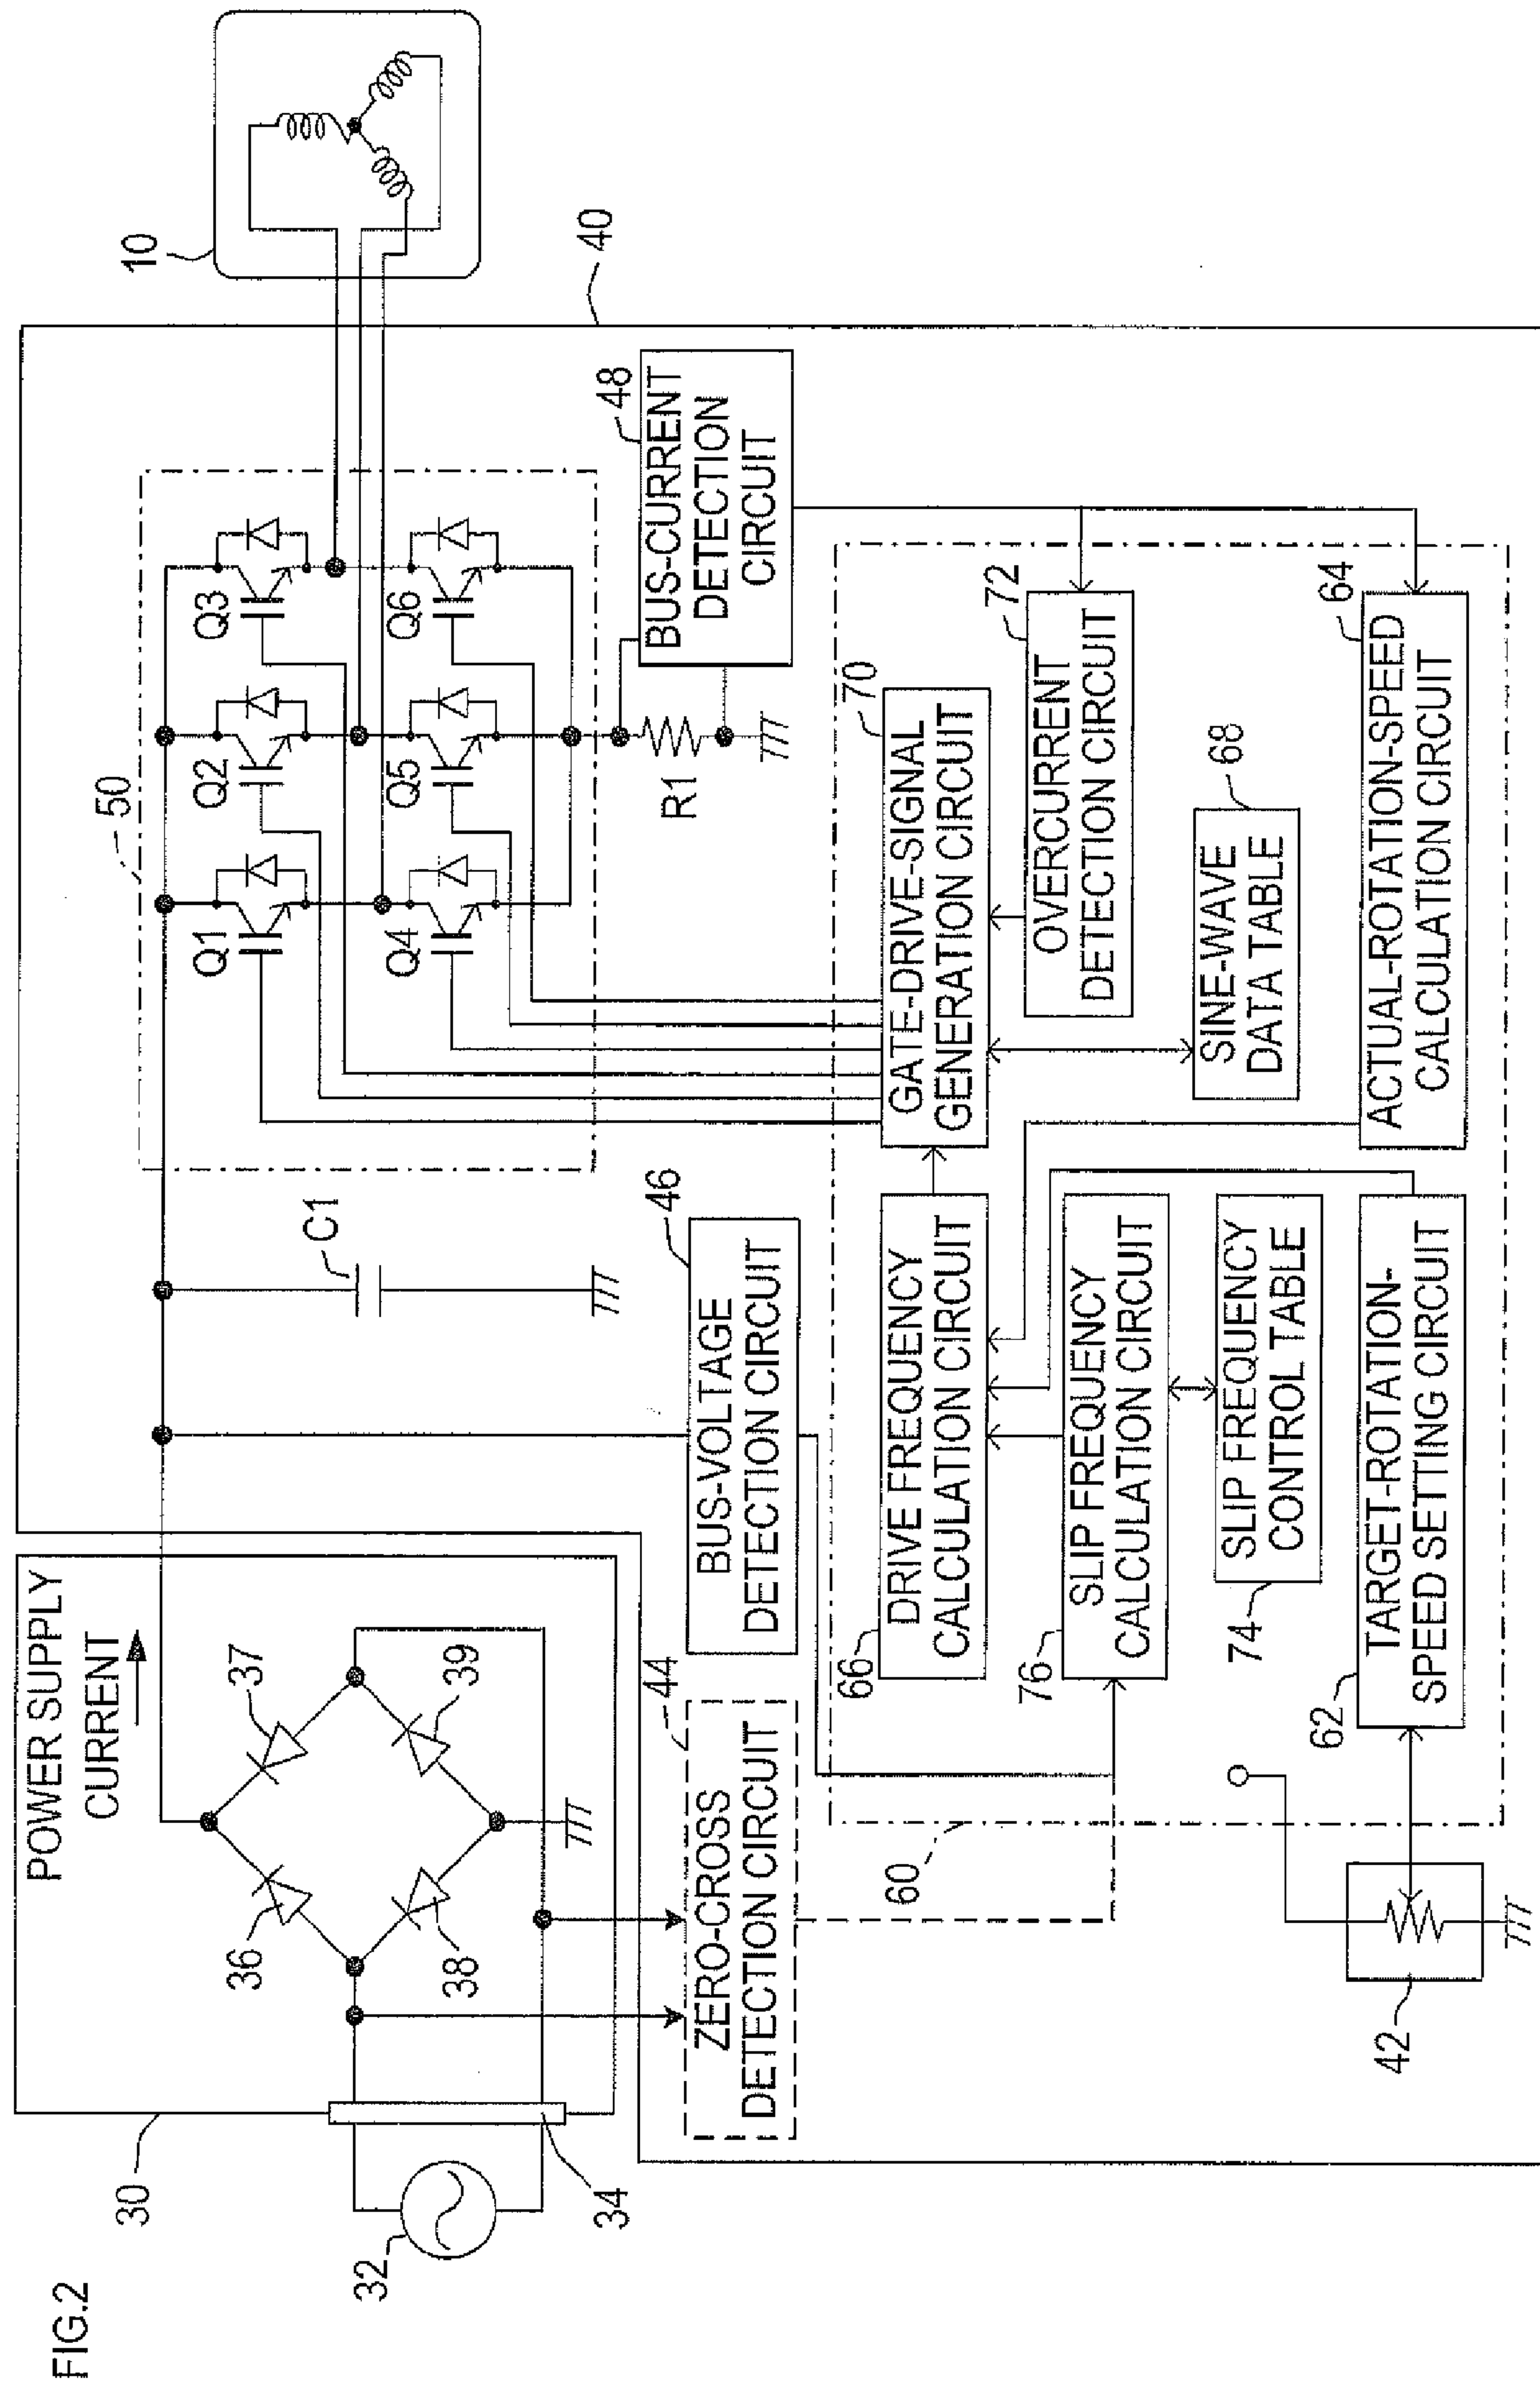 FIG.2
30
32
34
POWER SUPPLY
CURRENT
36
37
38
39
10
40
50
C1
Q1
Q2
Q3
Q4
Q5
Q6
R1
48
BUS-CURRENT
DETECTION
CIRCUIT
44
ZERO-CROSS
DETECTION CIRCUIT
46
BUS-VOLTAGE
DETECTION CIRCUIT
60
66
DRIVE FREQUENCY
CALCULATION CIRCUIT
70
GATE-DRIVE-SIGNAL
GENERATION CIRCUIT
76
SLIP FREQUENCY
CALCULATION CIRCUIT
72
OVERCURRENT
DETECTION CIRCUIT
74
SLIP FREQUENCY
CONTROL TABLE
68
SINE-WAVE
DATA TABLE
62
TARGET-ROTATION-
SPEED SETTING CIRCUIT
64
ACTUAL-ROTATION-SPEED
CALCULATION CIRCUIT
42